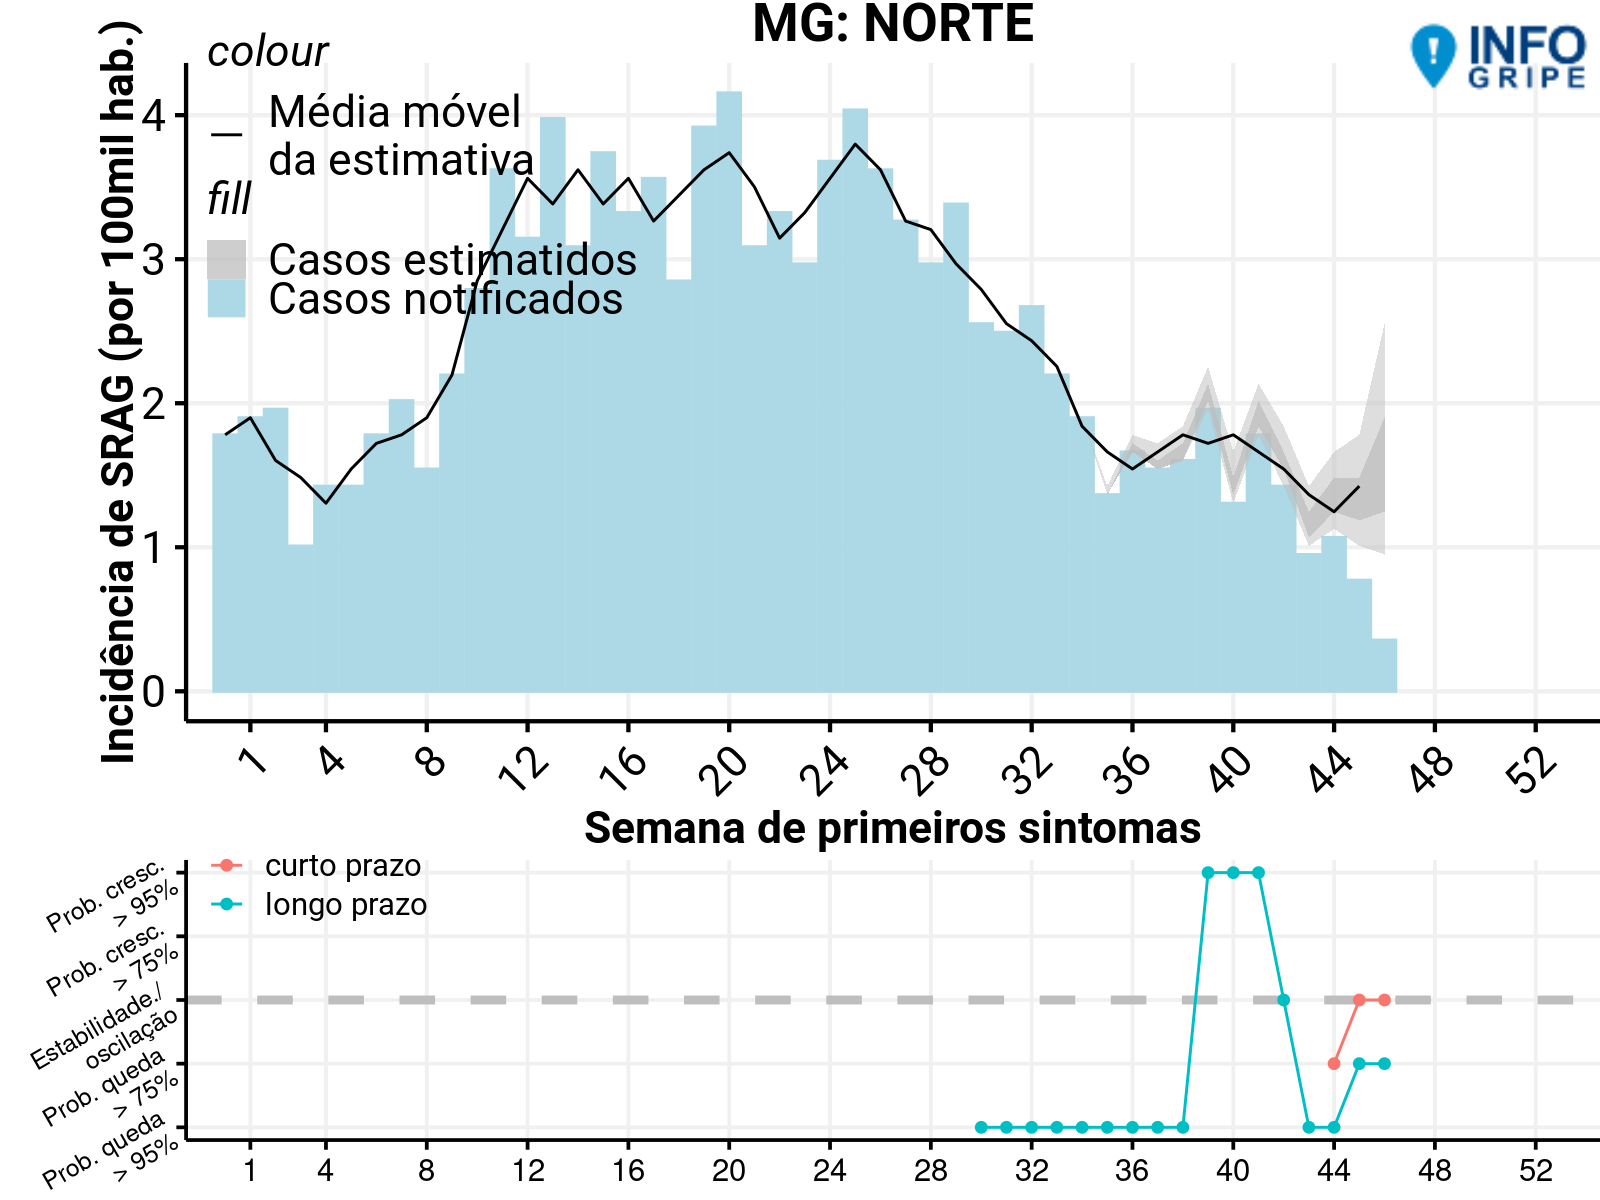 MG: NORTE
INFO
GRIPE
colour
Média móvel
da estimativa
fill
Casos estimatidos
Casos notificados
Incidência de SRAG (por 100mil hab.)
4
3
2
1
0
1 4 8 12 16 20 24 28 32 36 40 44 48 52
Semana de primeiros sintomas
curto prazo
longo prazo
Prob. cresc.
> 95%
Prob. cresc.
> 75%
Estabilidade./
oscilação
Prob. queda
> 75%
Prob. queda
> 95%
1 4 8 12 16 20 24 28 32 36 40 44 48 52